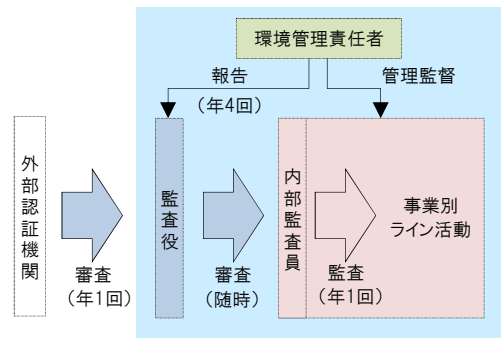 環境管理責任者
報告
(年4回)
管理監督
外部認証機関
審査
(年1回)
監査役
審査
(随時)
内部監査員
監査
(年1回)
事業別
ライン活動